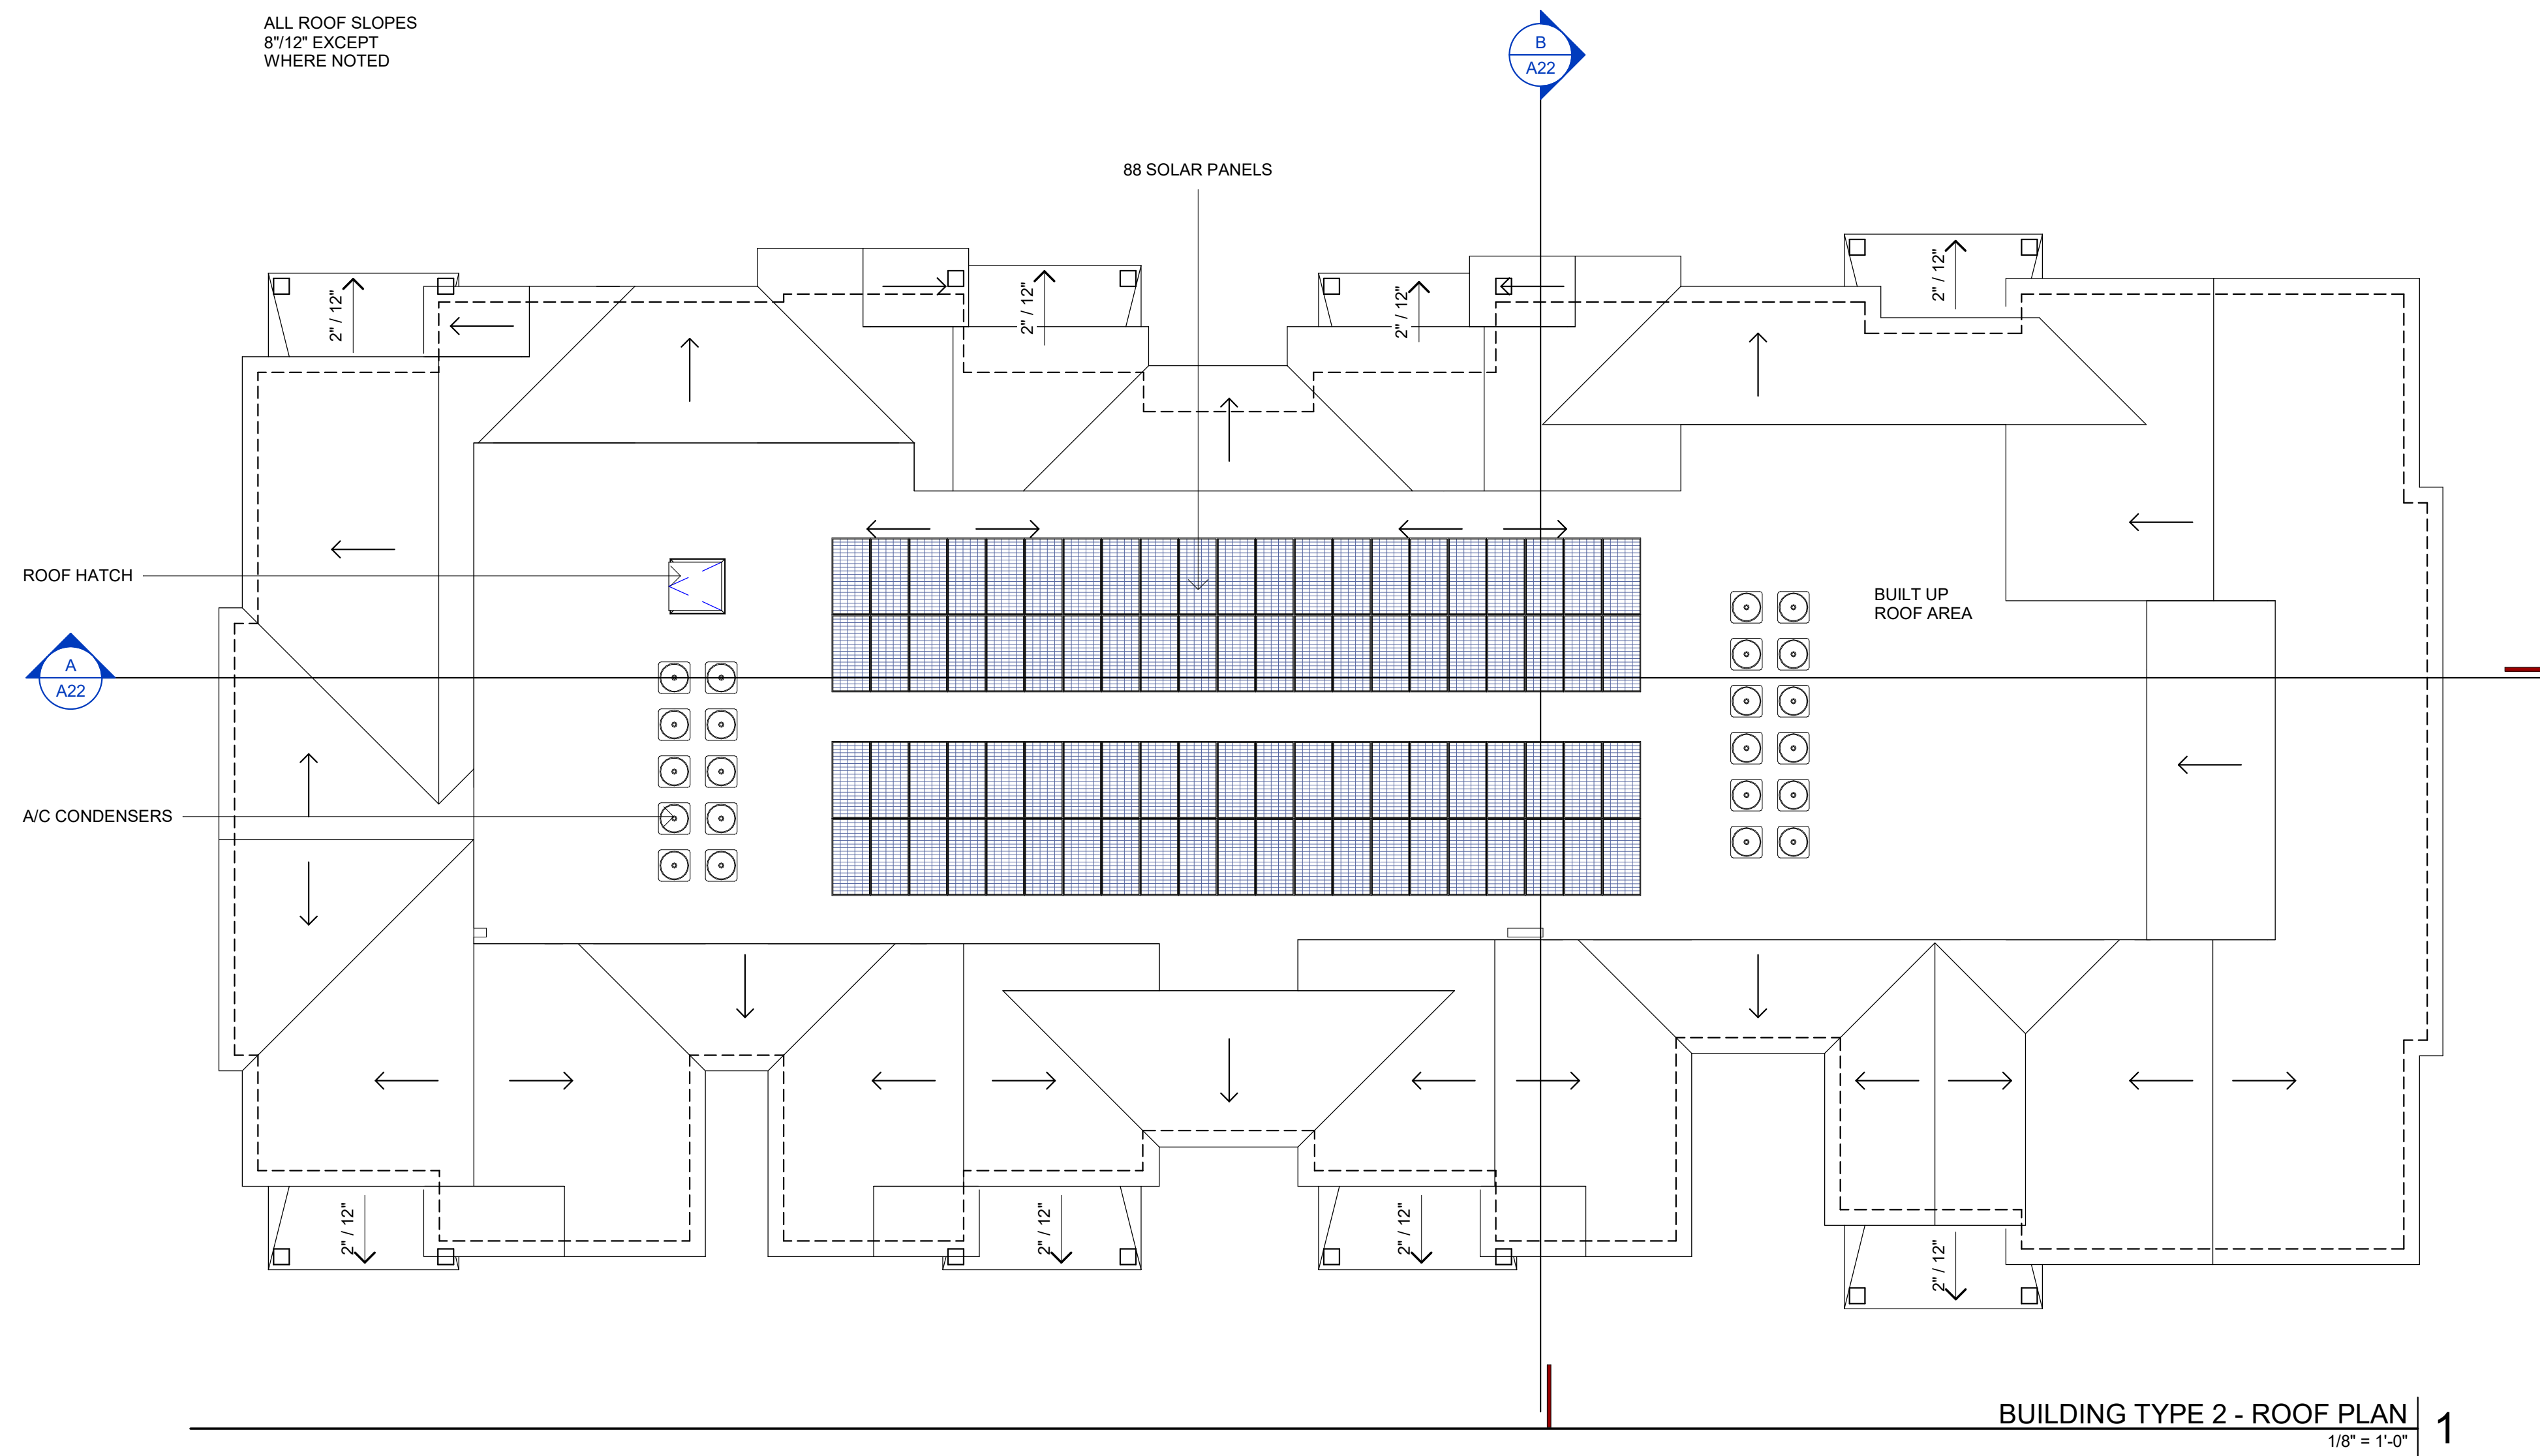 ALL ROOF SLOPES
8"/12" EXCEPT
WHERE NOTED
B
A22
88 SOLAR PANELS
2" / 12"
2" / 12"
2" / 12"
2" / 12"
ROOF HATCH
BUILT UP
ROOF AREA
A
A22
A/C CONDENSERS
2" / 12"
2" / 12"
2" / 12"
2" / 12"
BUILDING TYPE 2 - ROOF PLAN
1
1/8" = 1'-0"